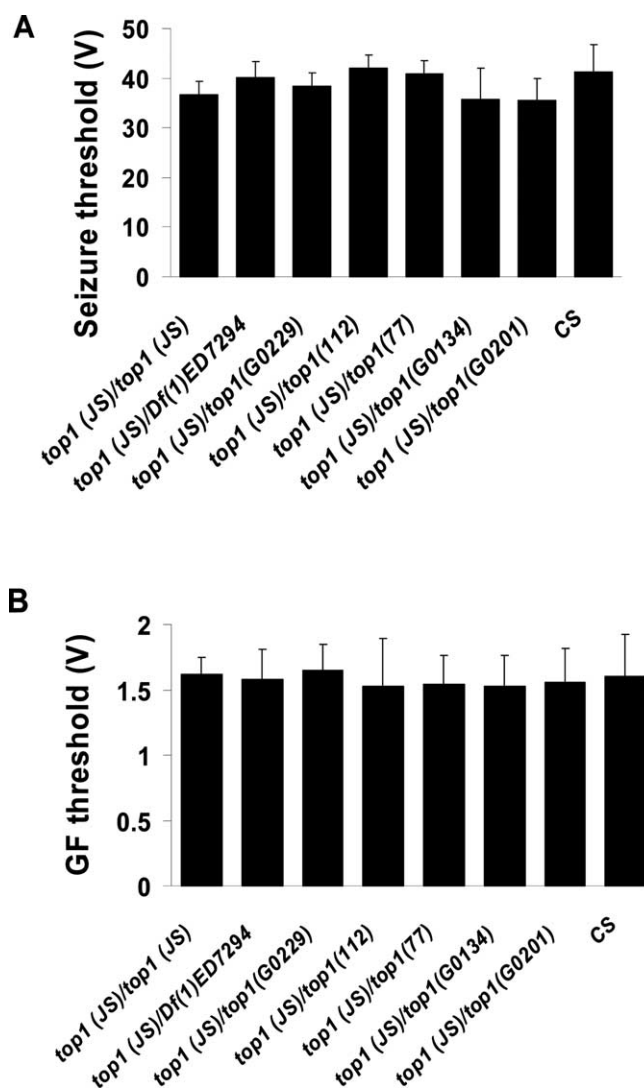 A
Seizure threshold (V)
50
40
30
20
10
0
top1 (JS)/top1 (JS)
top1 (JS)/Df(1)ED7294
top1 (JS)/top1(G0229)
top1 (JS)/top1(112)
top1 (JS)/top1(77)
top1 (JS)/top1(G0134)
top1 (JS)/top1(G0201)
CS
B
GF threshold (V)
2
1.5
1
0.5
0
top1 (JS)/top1 (JS)
top1 (JS)/Df(1)ED7294
top1 (JS)/top1(G0229)
top1 (JS)/top1(112)
top1 (JS)/top1(77)
top1 (JS)/top1(G0134)
top1 (JS)/top1(G0201)
CS